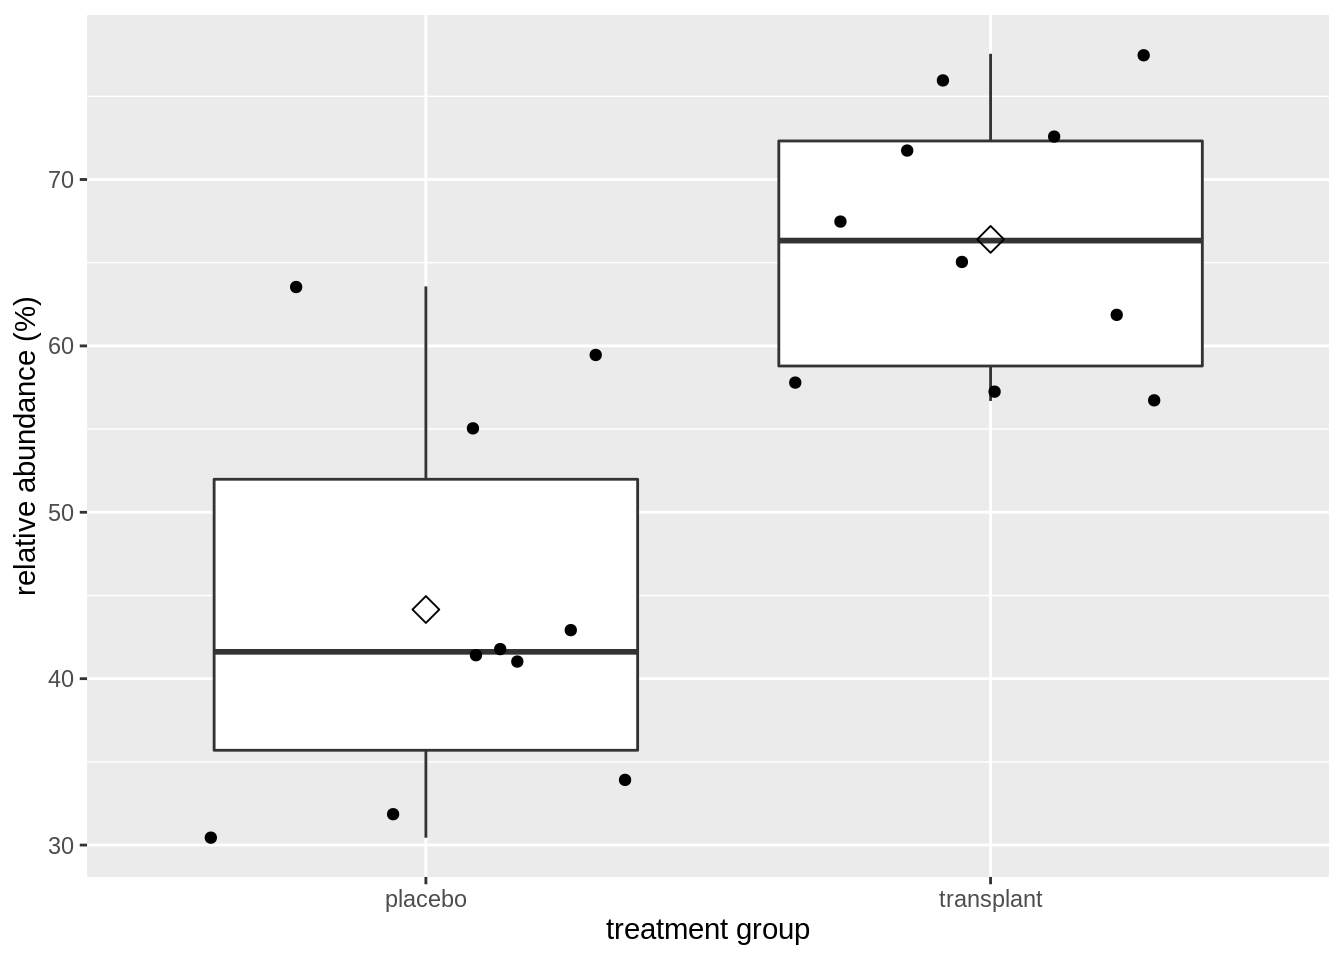 relative abundance (%)
70
60
50
40
30
placebo
transplant
treatment group